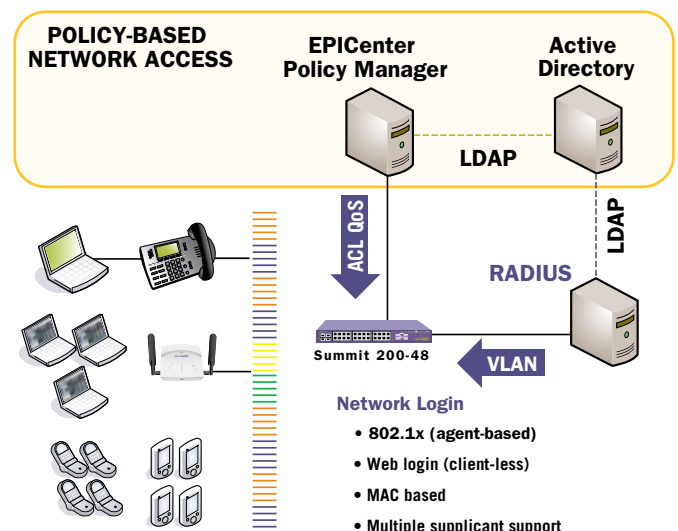 POLICY-BASED
NETWORK ACCESS
EPICenter
Policy Manager
Active
Directory
LDAP
ACL QoS
LDAP
RADIUS
Summit 200-48
VLAN
Network Login
• 802.1x (agent-based)
• Web login (client-less)
• MAC based
• Multiple supplicant support